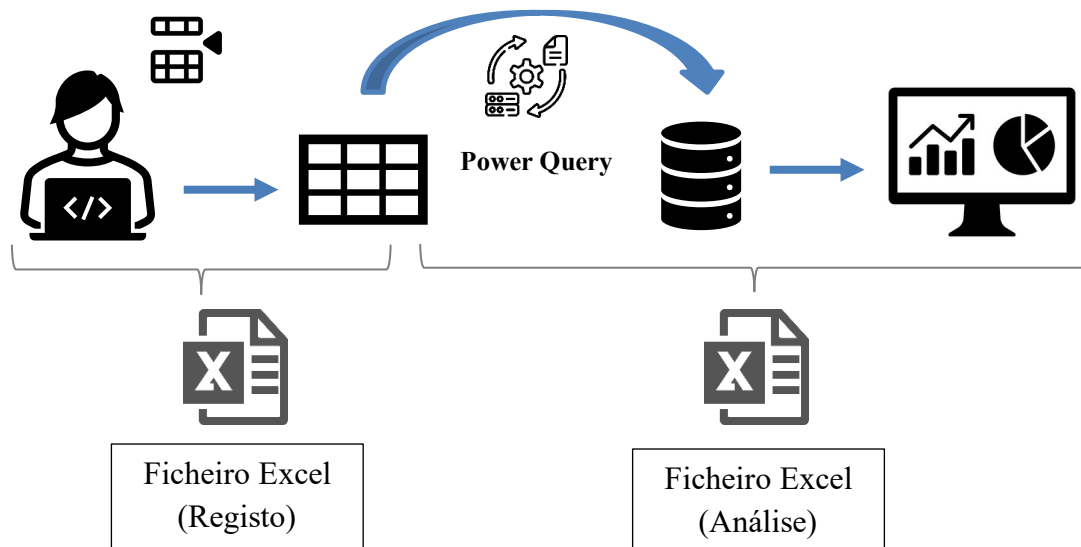 </>
Power Query
X
Ficheiro Excel
(Registo)
X
Ficheiro Excel
(Análise)